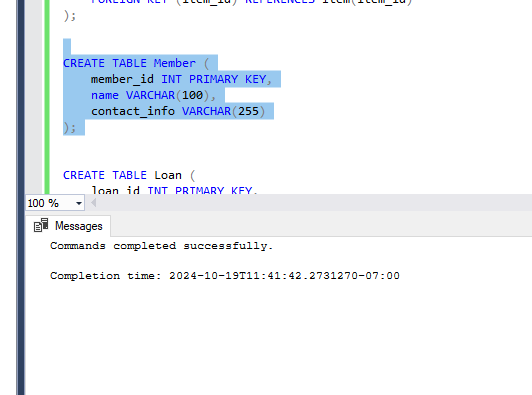 FOREIGN KEY (item_id) REFERENCES Item(item_id)
);
CREATE TABLE Member (
member_id INT PRIMARY KEY,
name VARCHAR(100),
contact_info VARCHAR(255)
);
CREATE TABLE Loan (
loan_id INT PRIMARY KEY,
100 %
Messages
Commands completed successfully.
Completion time: 2024-10-19T11:41:42.2731270-07:00